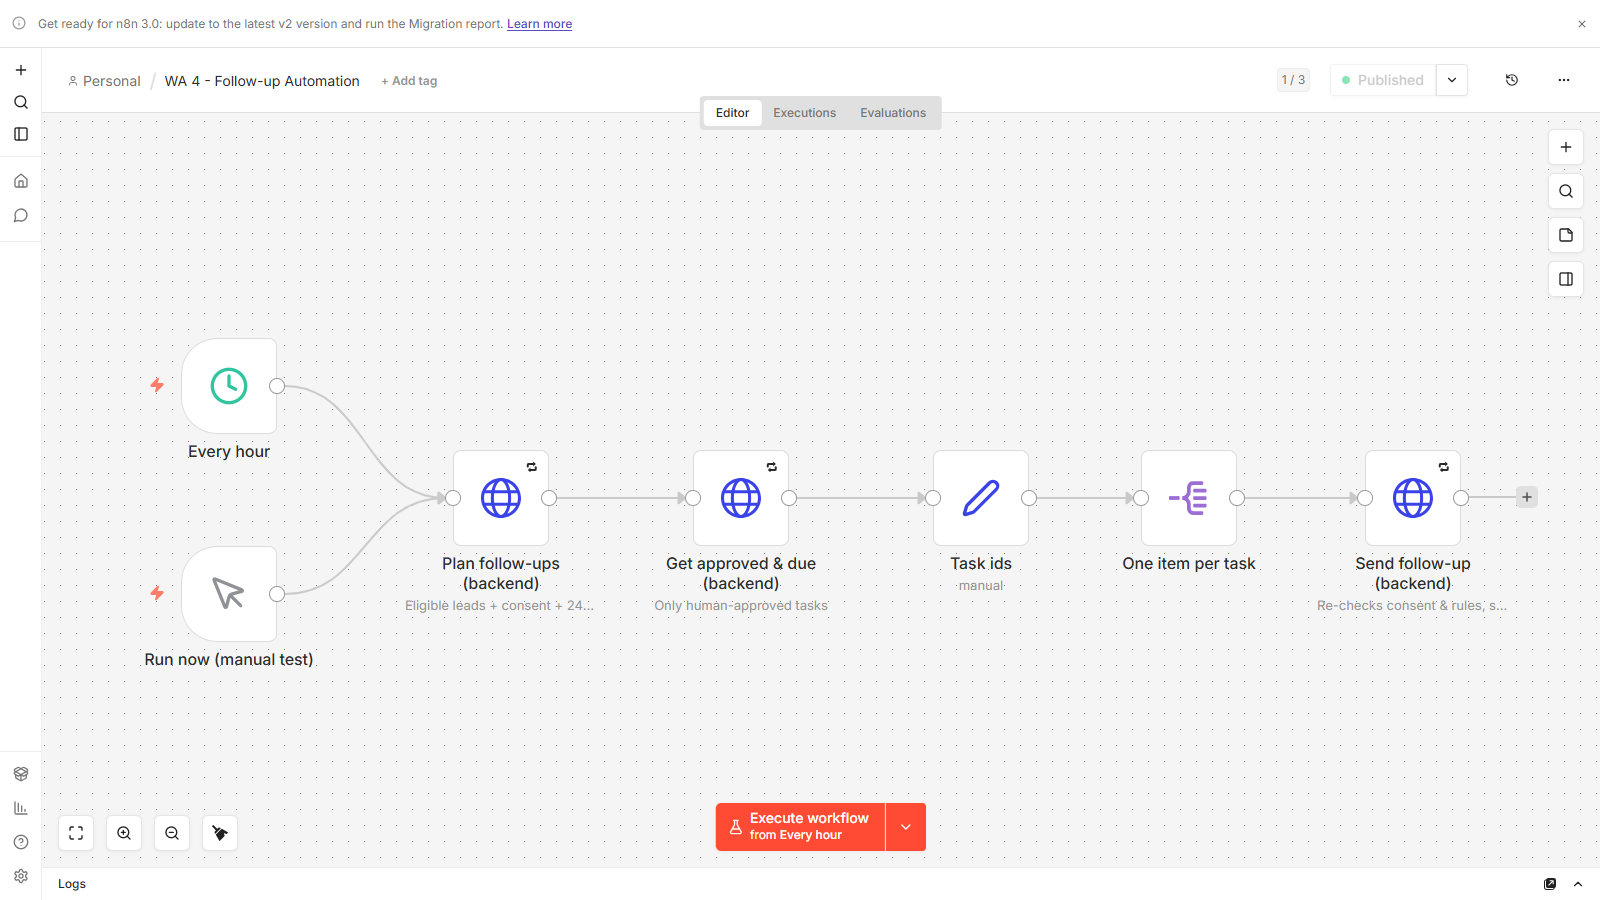 Get ready for n8n 3.0: update to the latest v2 version and run the Migration report. Learn more
Personal / WA 4 - Follow-up Automation + Add tag
1 / 3
Published
Editor Executions Evaluations
Every hour
Run now (manual test)
Plan follow-ups
(backend)
Eligible leads + consent + 24...
Get approved & due
(backend)
Only human-approved tasks
Task ids
manual
One item per task
Send follow-up
(backend)
Re-checks consent & rules, s...
Execute workflow
from Every hour
Logs